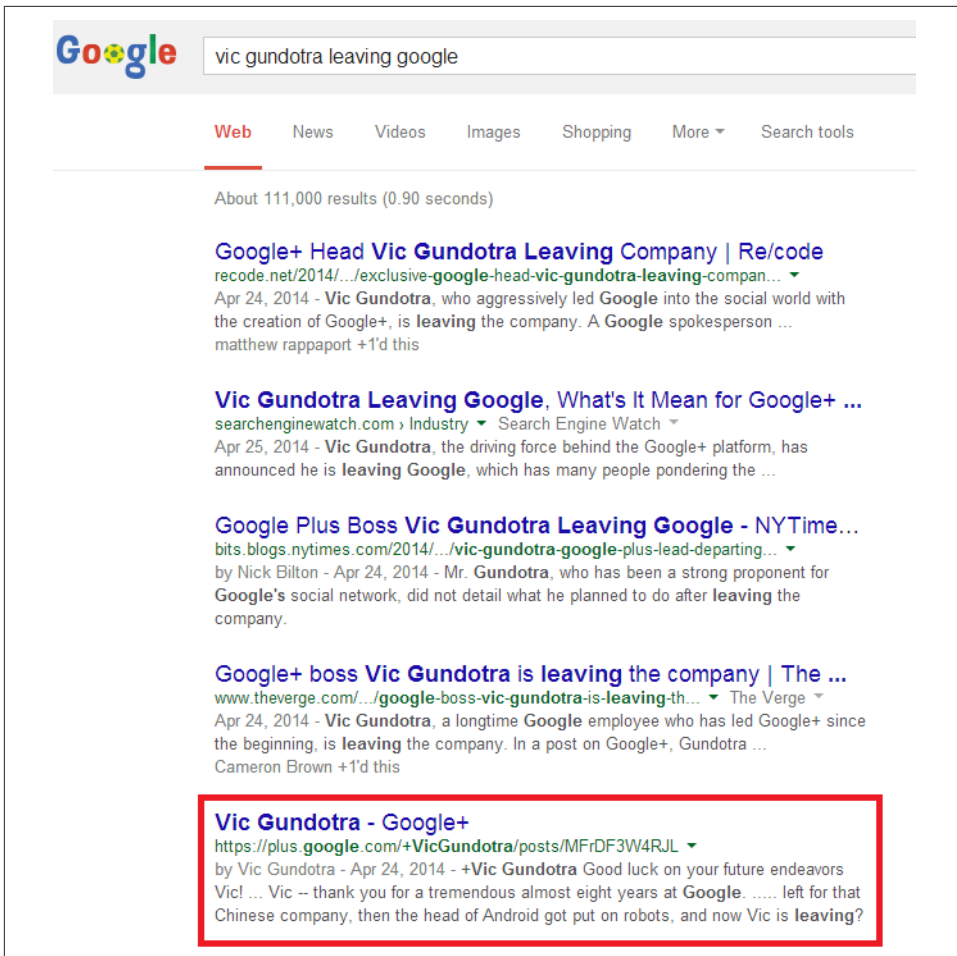 Google
vic gundotra leaving google
Web News Videos Images Shopping More Search tools
About 111,000 results (0.90 seconds)
Google+ Head Vic Gundotra Leaving Company | Re/code
recode.net/2014/.../exclusive-google-head-vic-gundotra-leaving-compan...
Apr 24, 2014 - Vic Gundotra, who aggressively led Google into the social world with
the creation of Google+, is leaving the company. A Google spokesperson ...
matthew rappaport +1'd this
Vic Gundotra Leaving Google, What's It Mean for Google+ ...
searchenginewatch.com › Industry Search Engine Watch
Apr 25, 2014 - Vic Gundotra, the driving force behind the Google+ platform, has
announced he is leaving Google, which has many people pondering the ...
Google Plus Boss Vic Gundotra Leaving Google - NYTime...
bits.blogs.nytimes.com/2014/.../vic-gundotra-google-plus-lead-departing...
by Nick Bilton - Apr 24, 2014 - Mr. Gundotra, who has been a strong proponent for
Google's social network, did not detail what he planned to do after leaving the
company.
Google+ boss Vic Gundotra is leaving the company | The ...
www.theverge.com/.../google-boss-vic-gundotra-is-leaving-th... The Verge
Apr 24, 2014 - Vic Gundotra, a longtime Google employee who has led Google+ since
the beginning, is leaving the company. In a post on Google+, Gundotra ...
Cameron Brown +1'd this
Vic Gundotra - Google+
https://plus.google.com/+VicGundotra/posts/MFrDF3W4RJL
by Vic Gundotra - Apr 24, 2014 - +Vic Gundotra Good luck on your future endeavors
Vic! ... Vic -- thank you for a tremendous almost eight years at Google. ..... left for that
Chinese company, then the head of Android got put on robots, and now Vic is leaving?